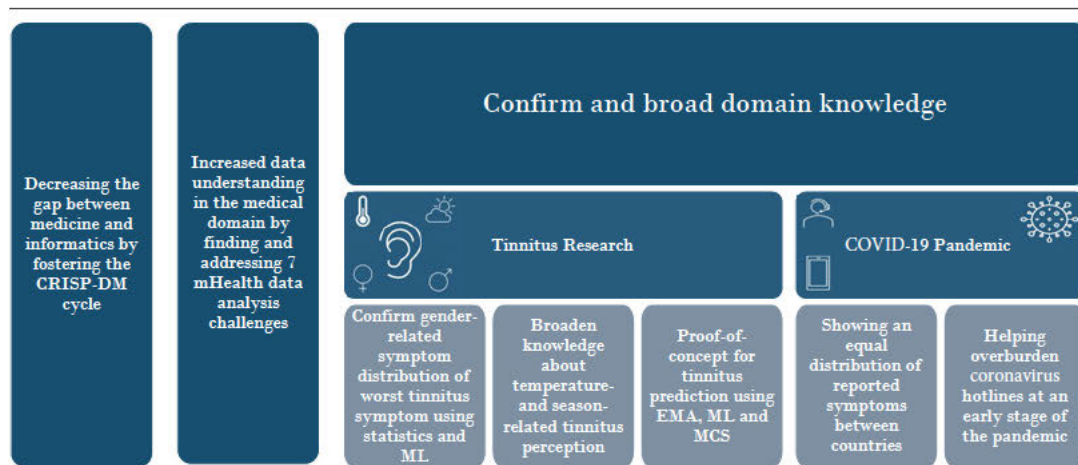 Decreasing the
gap between
medicine and
informatics by
fostering the
CRISP-DM
cycle
Increased data
understanding
in the medical
domain by
finding and
addressing 7
mHealth data
analysis
challenges
Confirm and broad domain knowledge
Tinnitus Research
COVID-19 Pandemic
Confirm gender-
related
symptom
distribution of
worst tinnitus
symptom using
statistics and
ML
Broaden
knowledge
about
temperature-
and season-
related tinnitus
perception
Proof-of-
concept for
tinnitus
prediction using
EMA, ML and
MCS
Showing an
equal
distribution of
reported
symptoms
between
countries
Helping
overburden
coronavirus
hotlines at an
early stage of
the pandemic